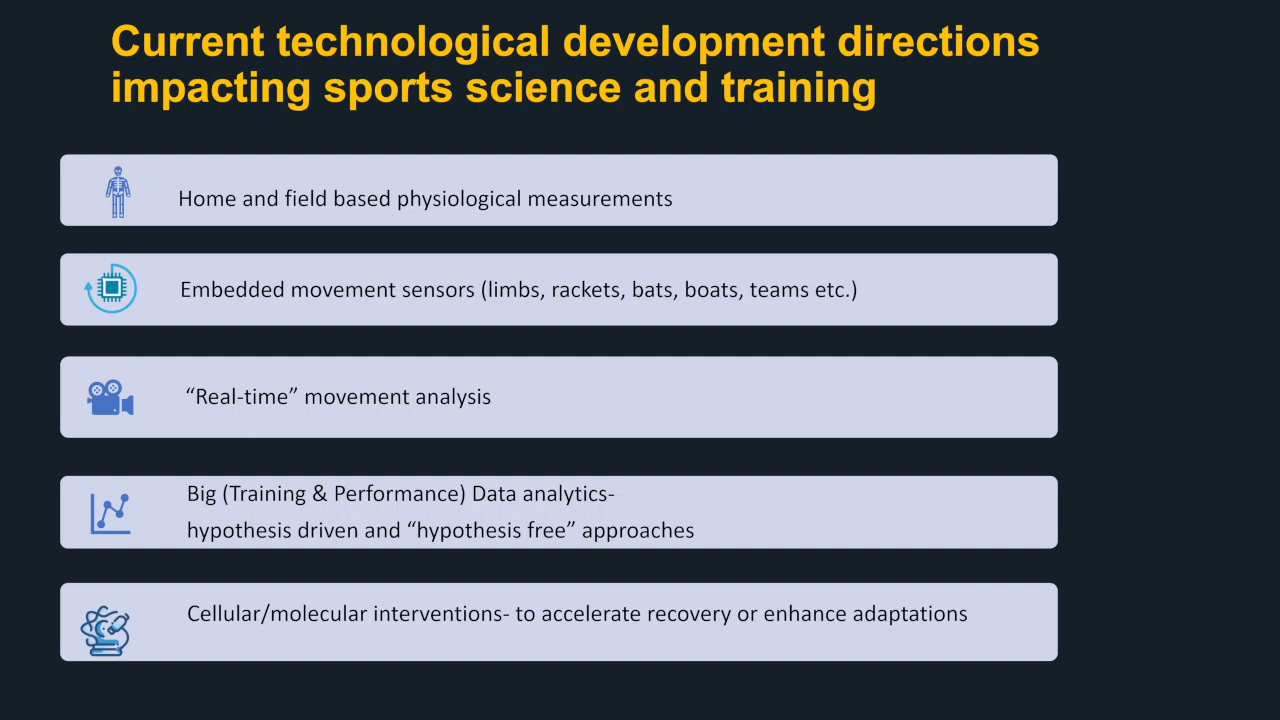 Current technological development directions
impacting sports science and training
Home and field based physiological measurements
Embedded movement sensors (limbs, rackets, bats, boats, teams etc.)
“Real-time” movement analysis
Big (Training & Performance) Data analytics-
hypothesis driven and “hypothesis free” approaches
Cellular/molecular interventions- to accelerate recovery or enhance adaptations